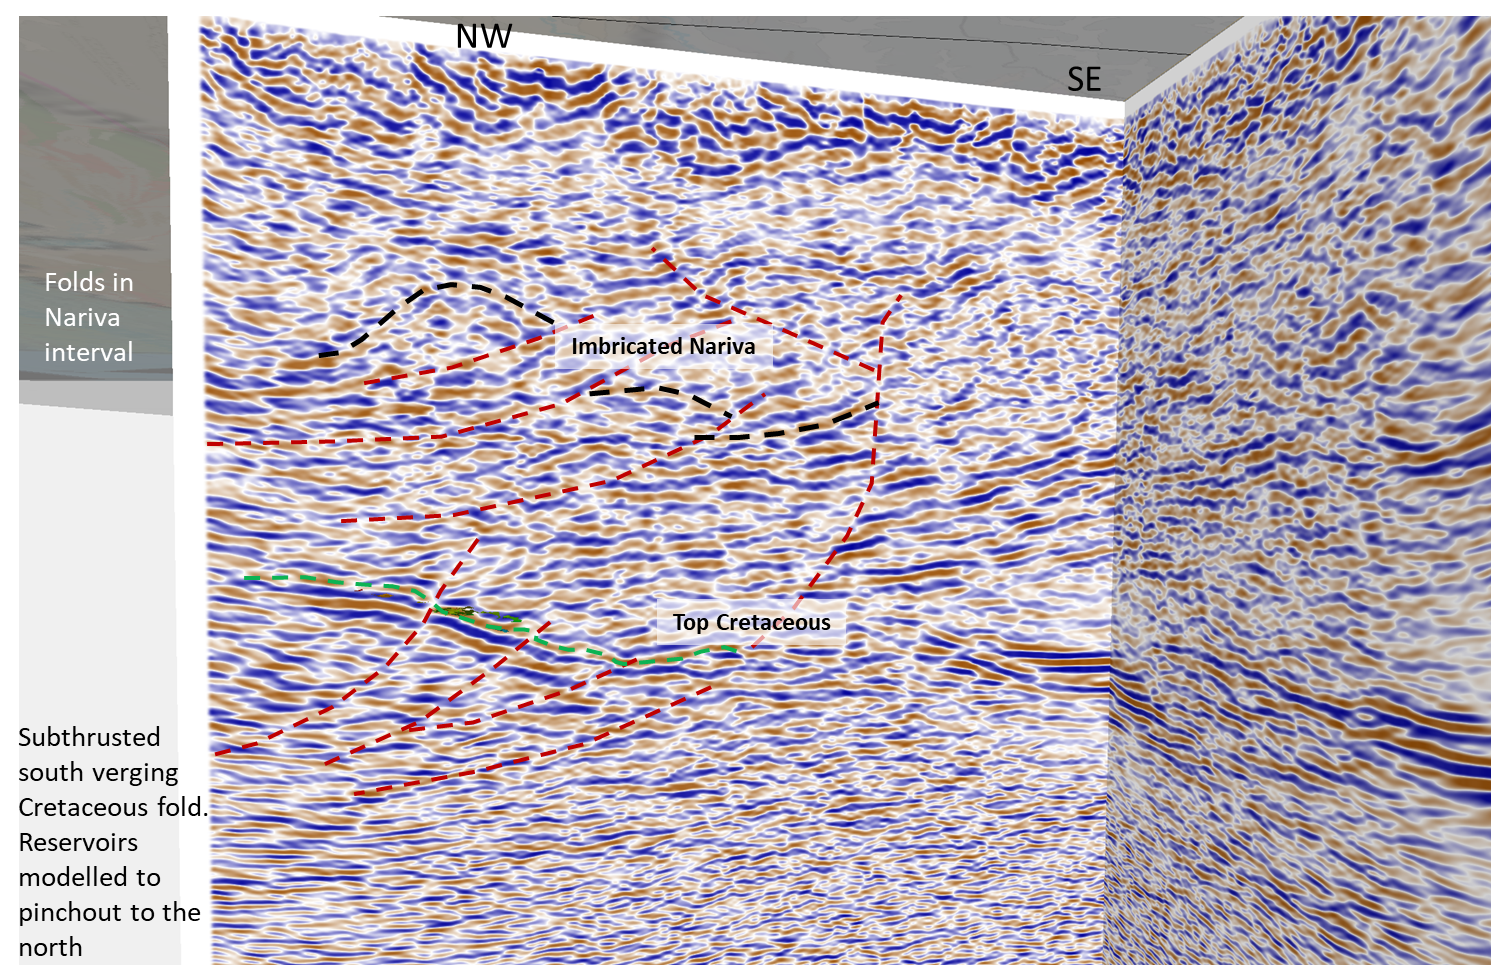 NW
SE
Folds in
Nariva
interval
Imbricated Nariva
Top Cretaceous
Subthrusted
south verging
Cretaceous fold.
Reservoirs
modelled to
pinchout to the
north